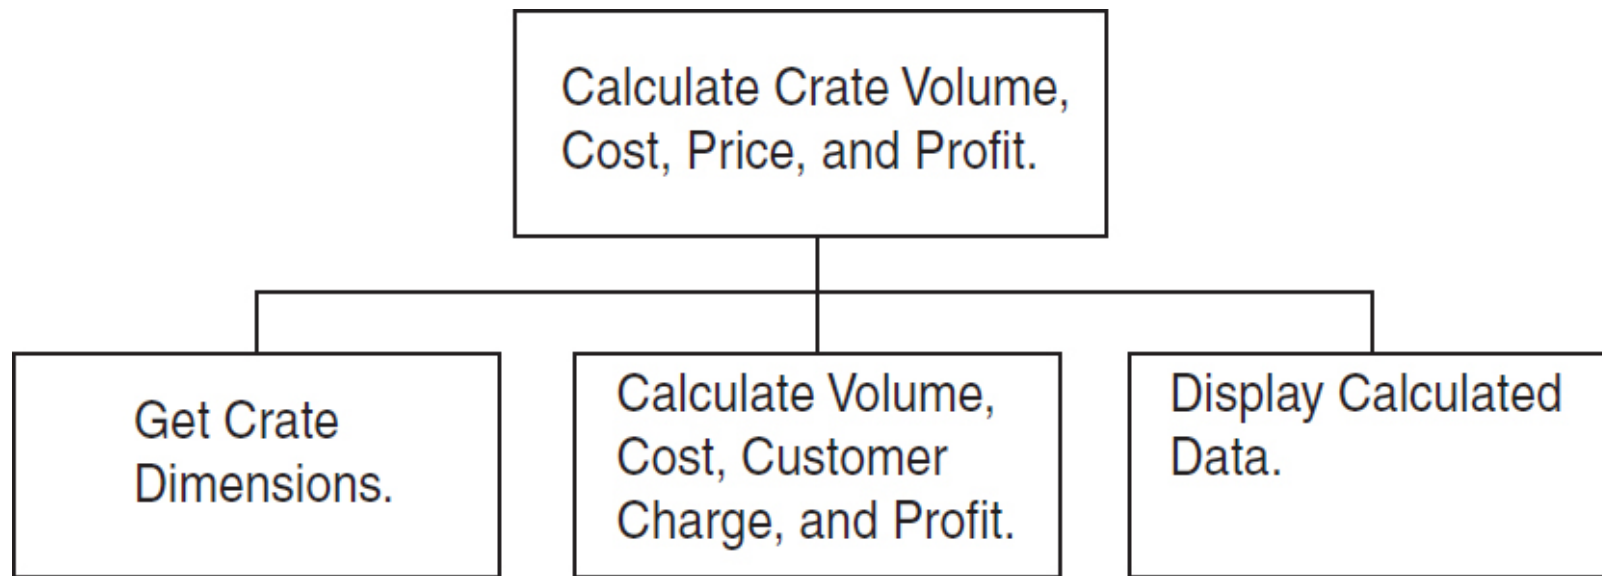 Calculate Crate Volume,
Cost, Price, and Profit.
Get Crate
Dimensions.
Calculate Volume,
Cost, Customer
Charge, and Profit.
Display Calculated
Data.